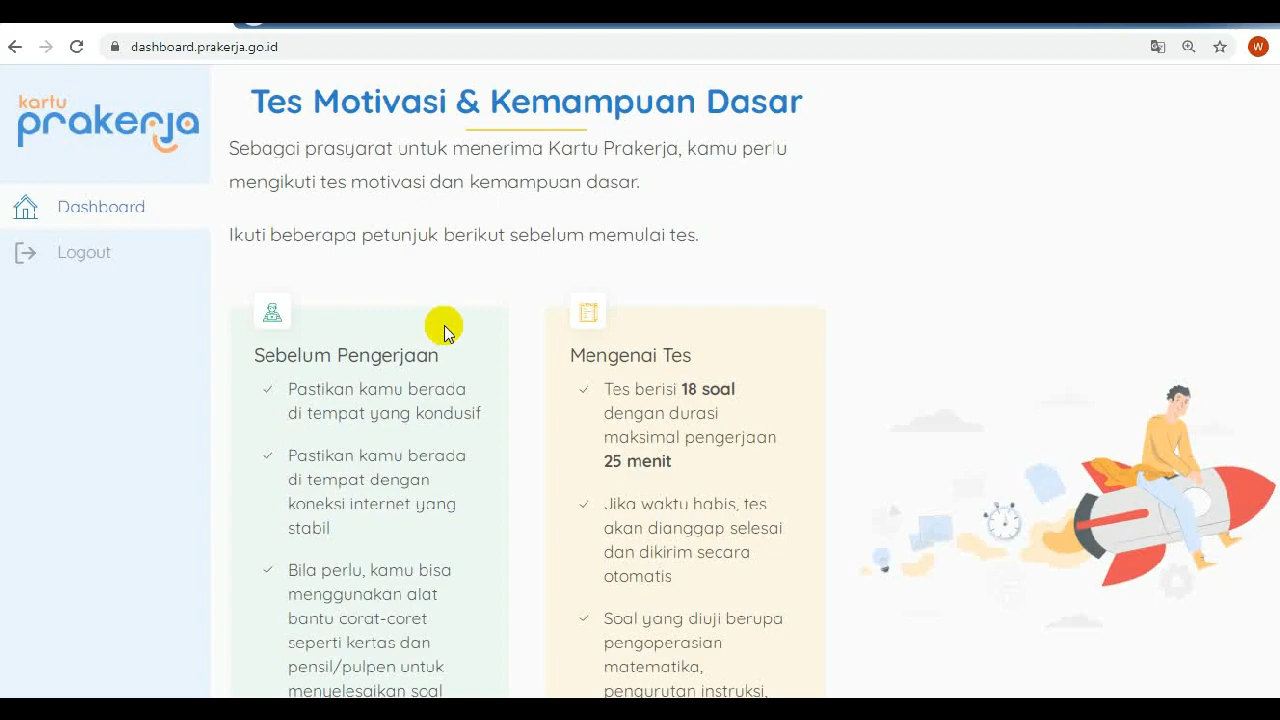 dashboard.prakerja.go.id
W
kartu
prakerja
Dashboard
Logout
Tes Motivasi & Kemampuan Dasar
Sebagai prasyarat untuk menerima Kartu Prakerja, kamu perlu
mengikuti tes motivasi dan kemampuan dasar.
Ikuti beberapa petunjuk berikut sebelum memulai tes.
Sebelum Pengerjaan
Pastikan kamu berada
di tempat yang kondusif
Pastikan kamu berada
di tempat dengan
koneksi internet yang
stabil
Bila perlu, kamu bisa
menggunakan alat
bantu corat-coret
seperti kertas dan
pensil/pulpen untuk
menyelesaikan soal
Mengenai Tes
Tes berisi 18 soal
dengan durasi
maksimal pengerjaan
25 menit
Jika waktu habis, tes
akan dianggap selesai
dan dikirim secara
otomatis
Soal yang diuji berupa
pengoperasian
matematika,
pengurutan instruksi,